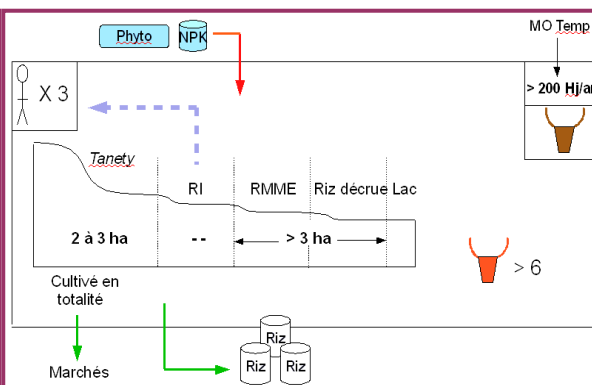 MO Temp
Phyto
NPK
> 200 Hj/an
X 3
Tanety
RI
RMME
Riz décrue
Lac
2 à 3 ha
- -
> 3 ha
> 6
Cultivé en
totalité
Riz
Riz
Riz
Marchés